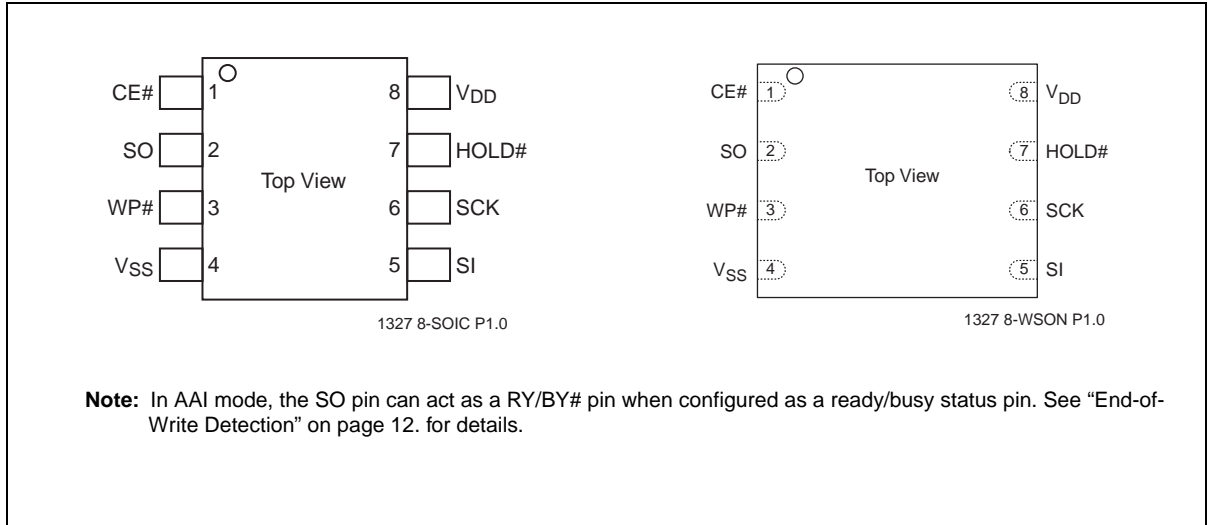 CE# 1 8 VDD
SO 2 7 HOLD#
Top View
WP# 3 6 SCK
VSS 4 5 SI
1327 8-SOIC P1.0
CE# 1 8 VDD
SO 2 7 HOLD#
Top View
WP# 3 6 SCK
VSS 4 5 SI
1327 8-WSON P1.0
Note: In AAI mode, the SO pin can act as a RY/BY# pin when configured as a ready/busy status pin. See “End-of-
Write Detection” on page 12. for details.